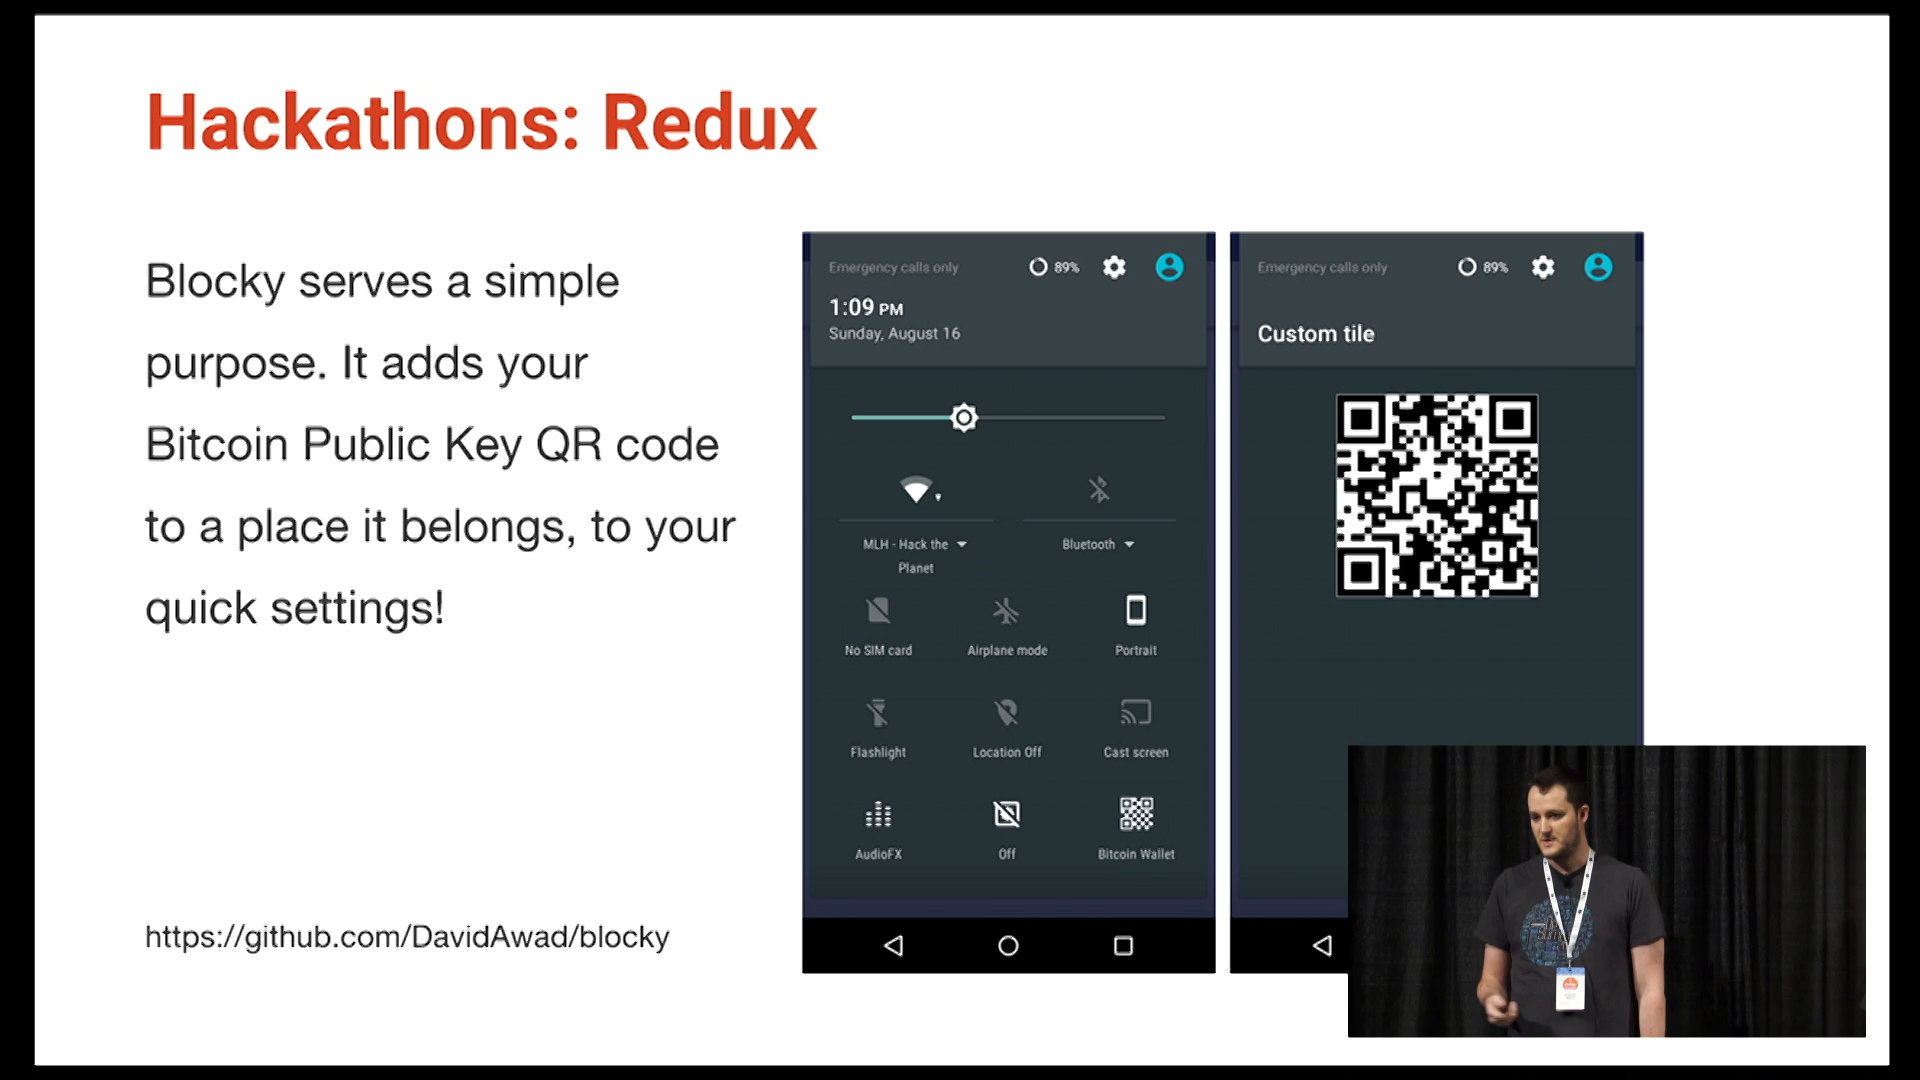 Hackathons: Redux
Blocky serves a simple
purpose. It adds your
Bitcoin Public Key QR code
to a place it belongs, to your
quick settings!
https://github.com/DavidAwad/blocky
Emergency calls only
89%
1:09 PM
Sunday, August 16
MLH - Hack the
Planet
Bluetooth
No SIM card
Airplane mode
Portrait
Flashlight
Location Off
Cast screen
AudioFX
Off
Bitcoin Wallet
Emergency calls only
89%
Custom tile